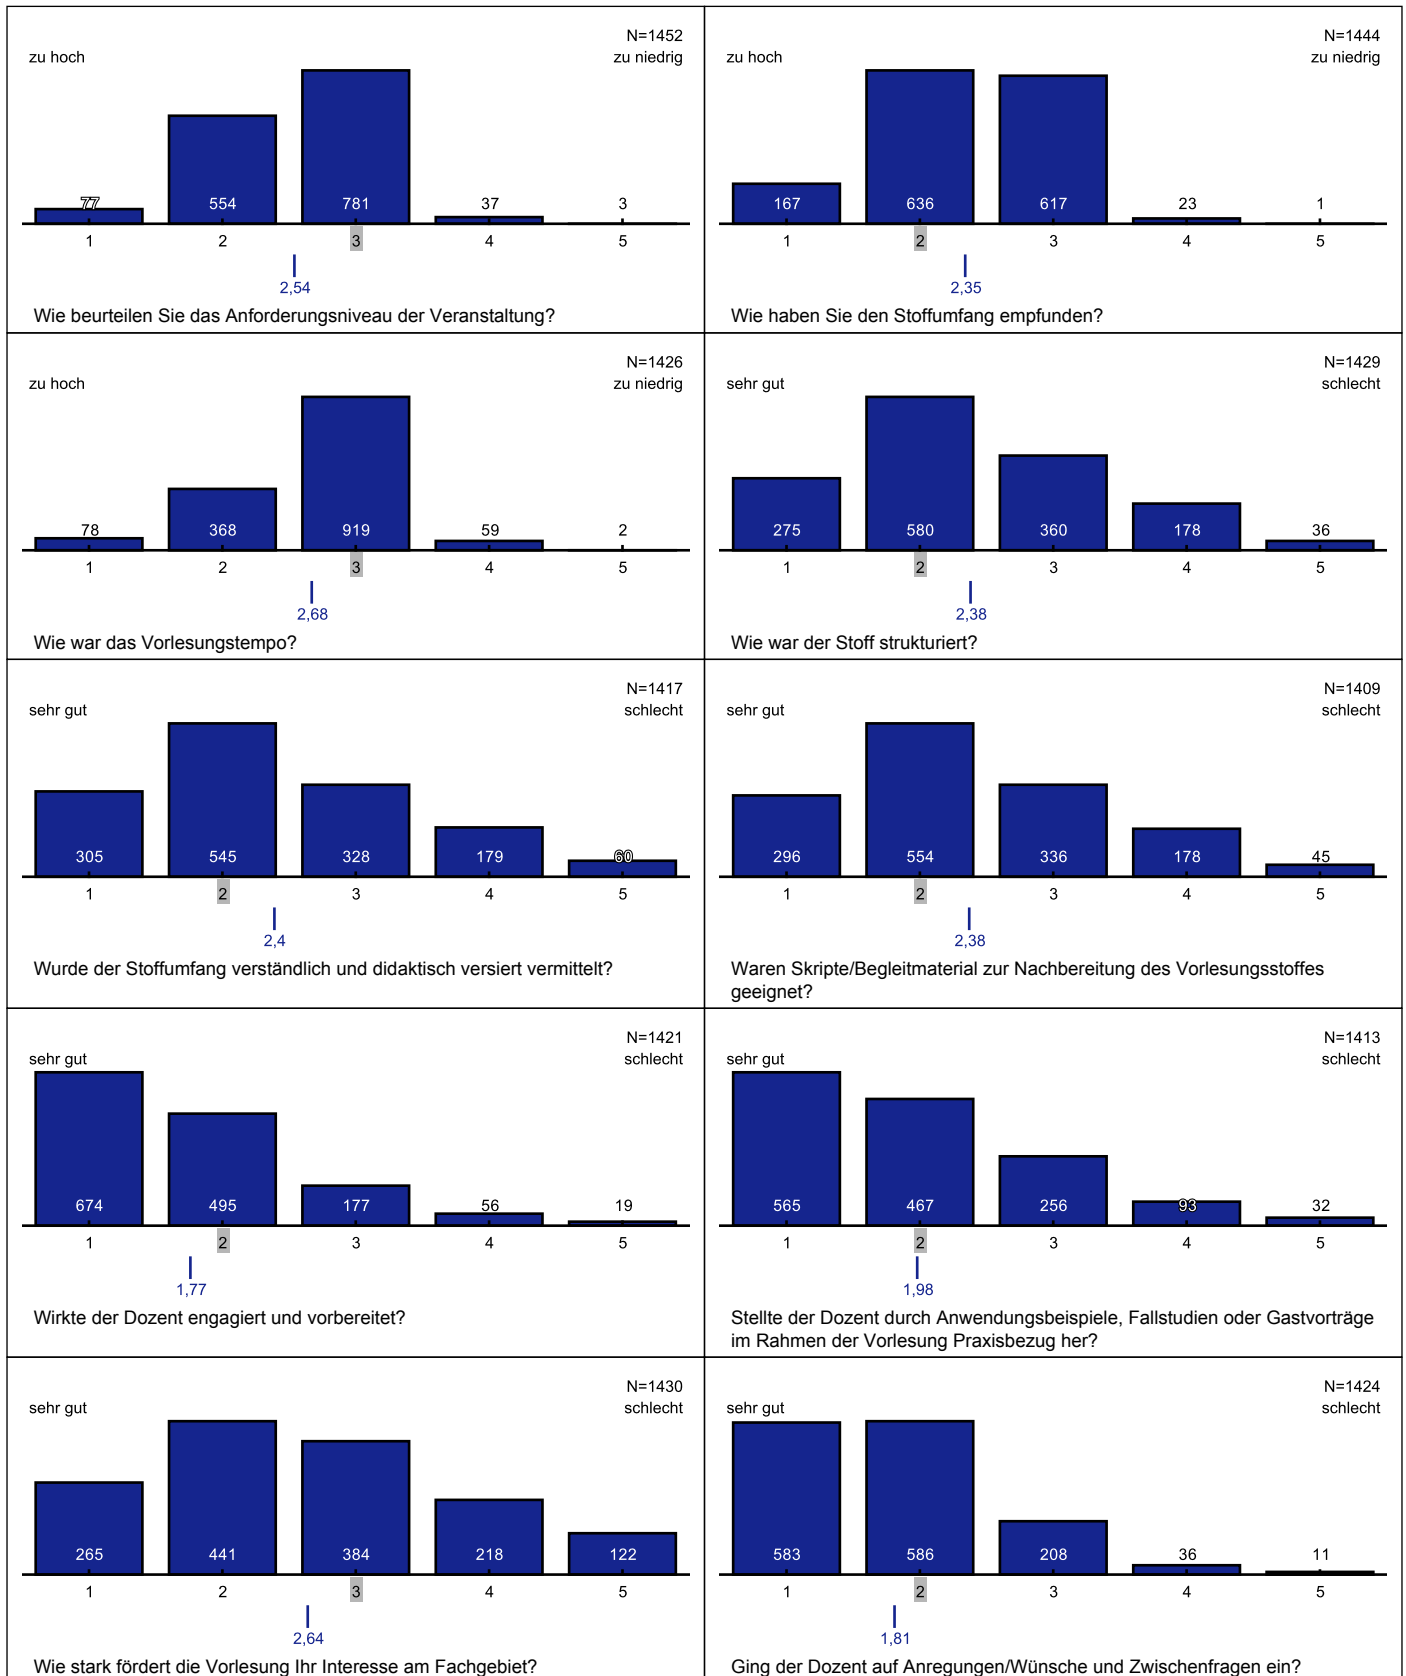 N=1452
zu hoch zu niedrig
77 554 781 37 3
1 2 3 4 5
2,54
Wie beurteilen Sie das Anforderungsniveau der Veranstaltung?
N=1444
zu hoch zu niedrig
167 636 617 23 1
1 2 3 4 5
2,35
Wie haben Sie den Stoffumfang empfunden?
N=1426
zu hoch zu niedrig
78 368 919 59 2
1 2 3 4 5
2,68
Wie war das Vorlesungstempo?
N=1429
sehr gut schlecht
275 580 360 178 36
1 2 3 4 5
2,38
Wie war der Stoff strukturiert?
N=1417
sehr gut schlecht
305 545 328 179 60
1 2 3 4 5
2,4
Wurde der Stoffumfang verständlich und didaktisch versiert vermittelt?
N=1409
sehr gut schlecht
296 554 336 178 45
1 2 3 4 5
2,38
Waren Skripte/Begleitmaterial zur Nachbereitung des Vorlesungsstoffes
geeignet?
N=1421
sehr gut schlecht
674 495 177 56 19
1 2 3 4 5
1,77
Wirkte der Dozent engagiert und vorbereitet?
N=1413
sehr gut schlecht
565 467 256 93 32
1 2 3 4 5
1,98
Stellte der Dozent durch Anwendungsbeispiele, Fallstudien oder Gastvorträge
im Rahmen der Vorlesung Praxisbezug her?
N=1430
sehr gut schlecht
265 441 384 218 122
1 2 3 4 5
2,64
Wie stark fördert die Vorlesung Ihr Interesse am Fachgebiet?
N=1424
sehr gut schlecht
583 586 208 36 11
1 2 3 4 5
1,81
Ging der Dozent auf Anregungen/Wünsche und Zwischenfragen ein?